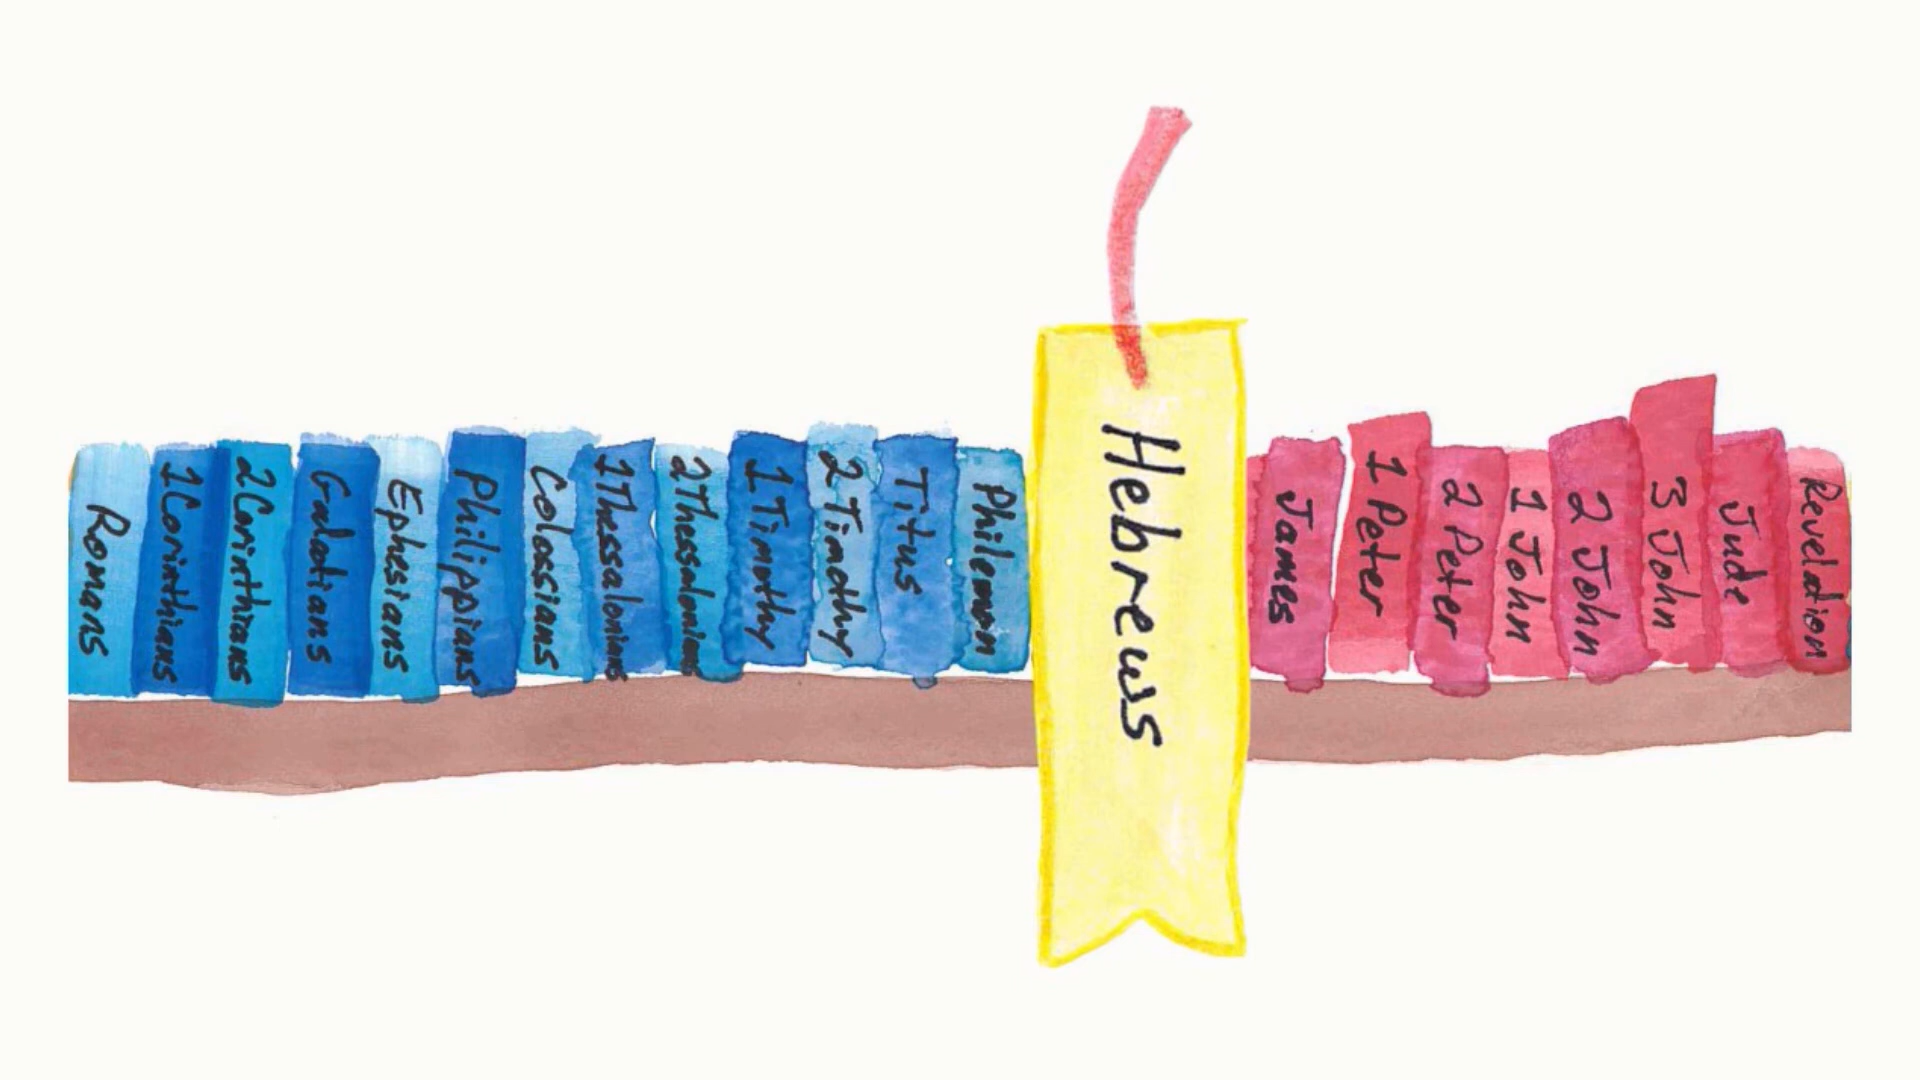 Romans
1 Corinthians
2 Corinthians
Galatians
Ephesians
Philippians
Colossians
1 Thessalonians
2 Thessalonians
1 Timothy
2 Timothy
Titus
Philemon
Hebrews
James
1 Peter
2 Peter
1 John
2 John
3 John
Jude
Revelation